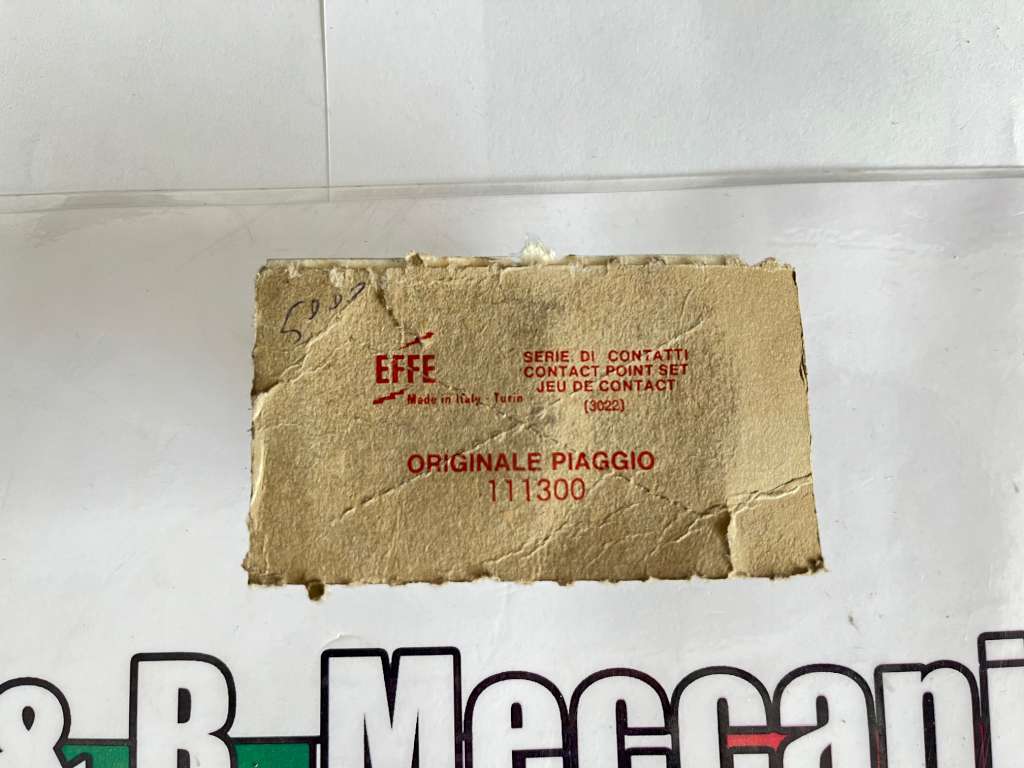 5000
EFFE
Made in Italy - Turin
SERIE DI CONTATTI
CONTACT POINT SET
JEU DE CONTACT
(3022)
ORIGINALE PIAGGIO
111300
& R Meccani